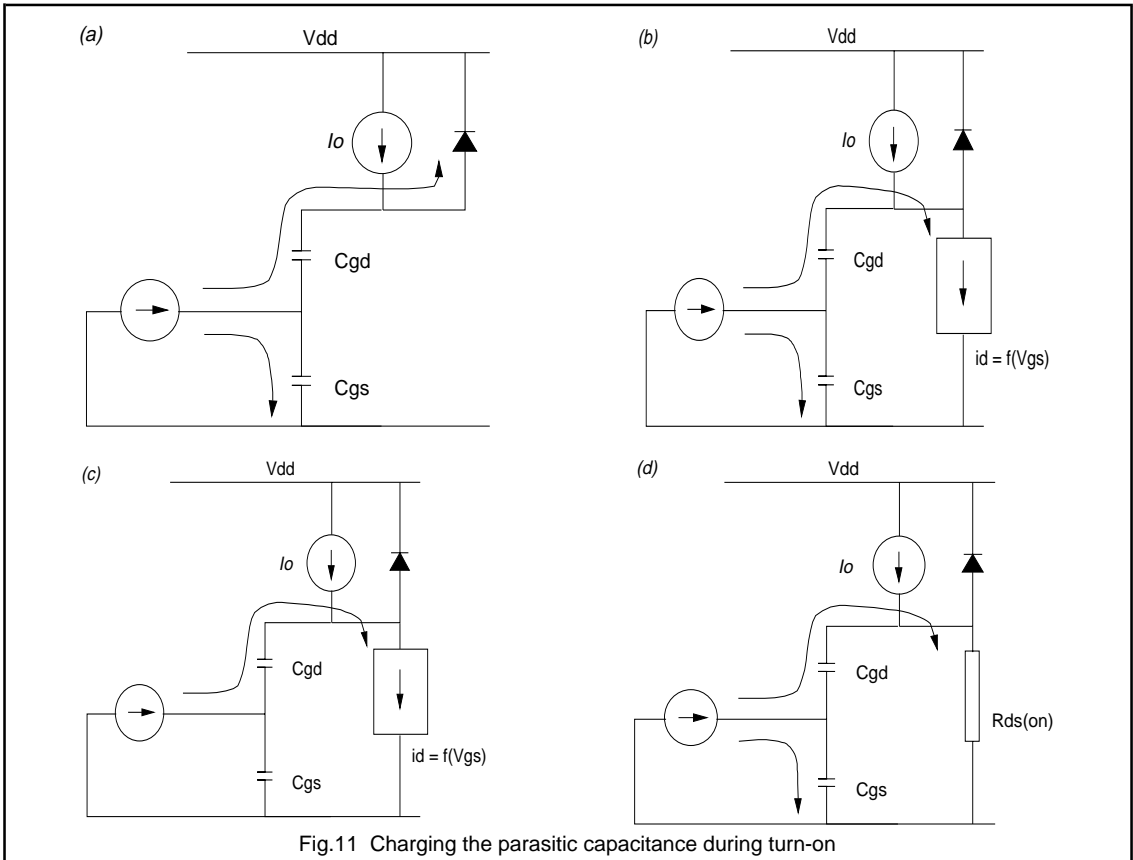 (a)
Vdd
Io
Cgd
Cgs
(b)
Vdd
Io
Cgd
Cgs
id = f(Vgs)
(c)
Vdd
Io
Cgd
Cgs
id = f(Vgs)
(d)
Vdd
Io
Cgd
Cgs
Rds(on)
Fig.11 Charging the parasitic capacitance during turn-on